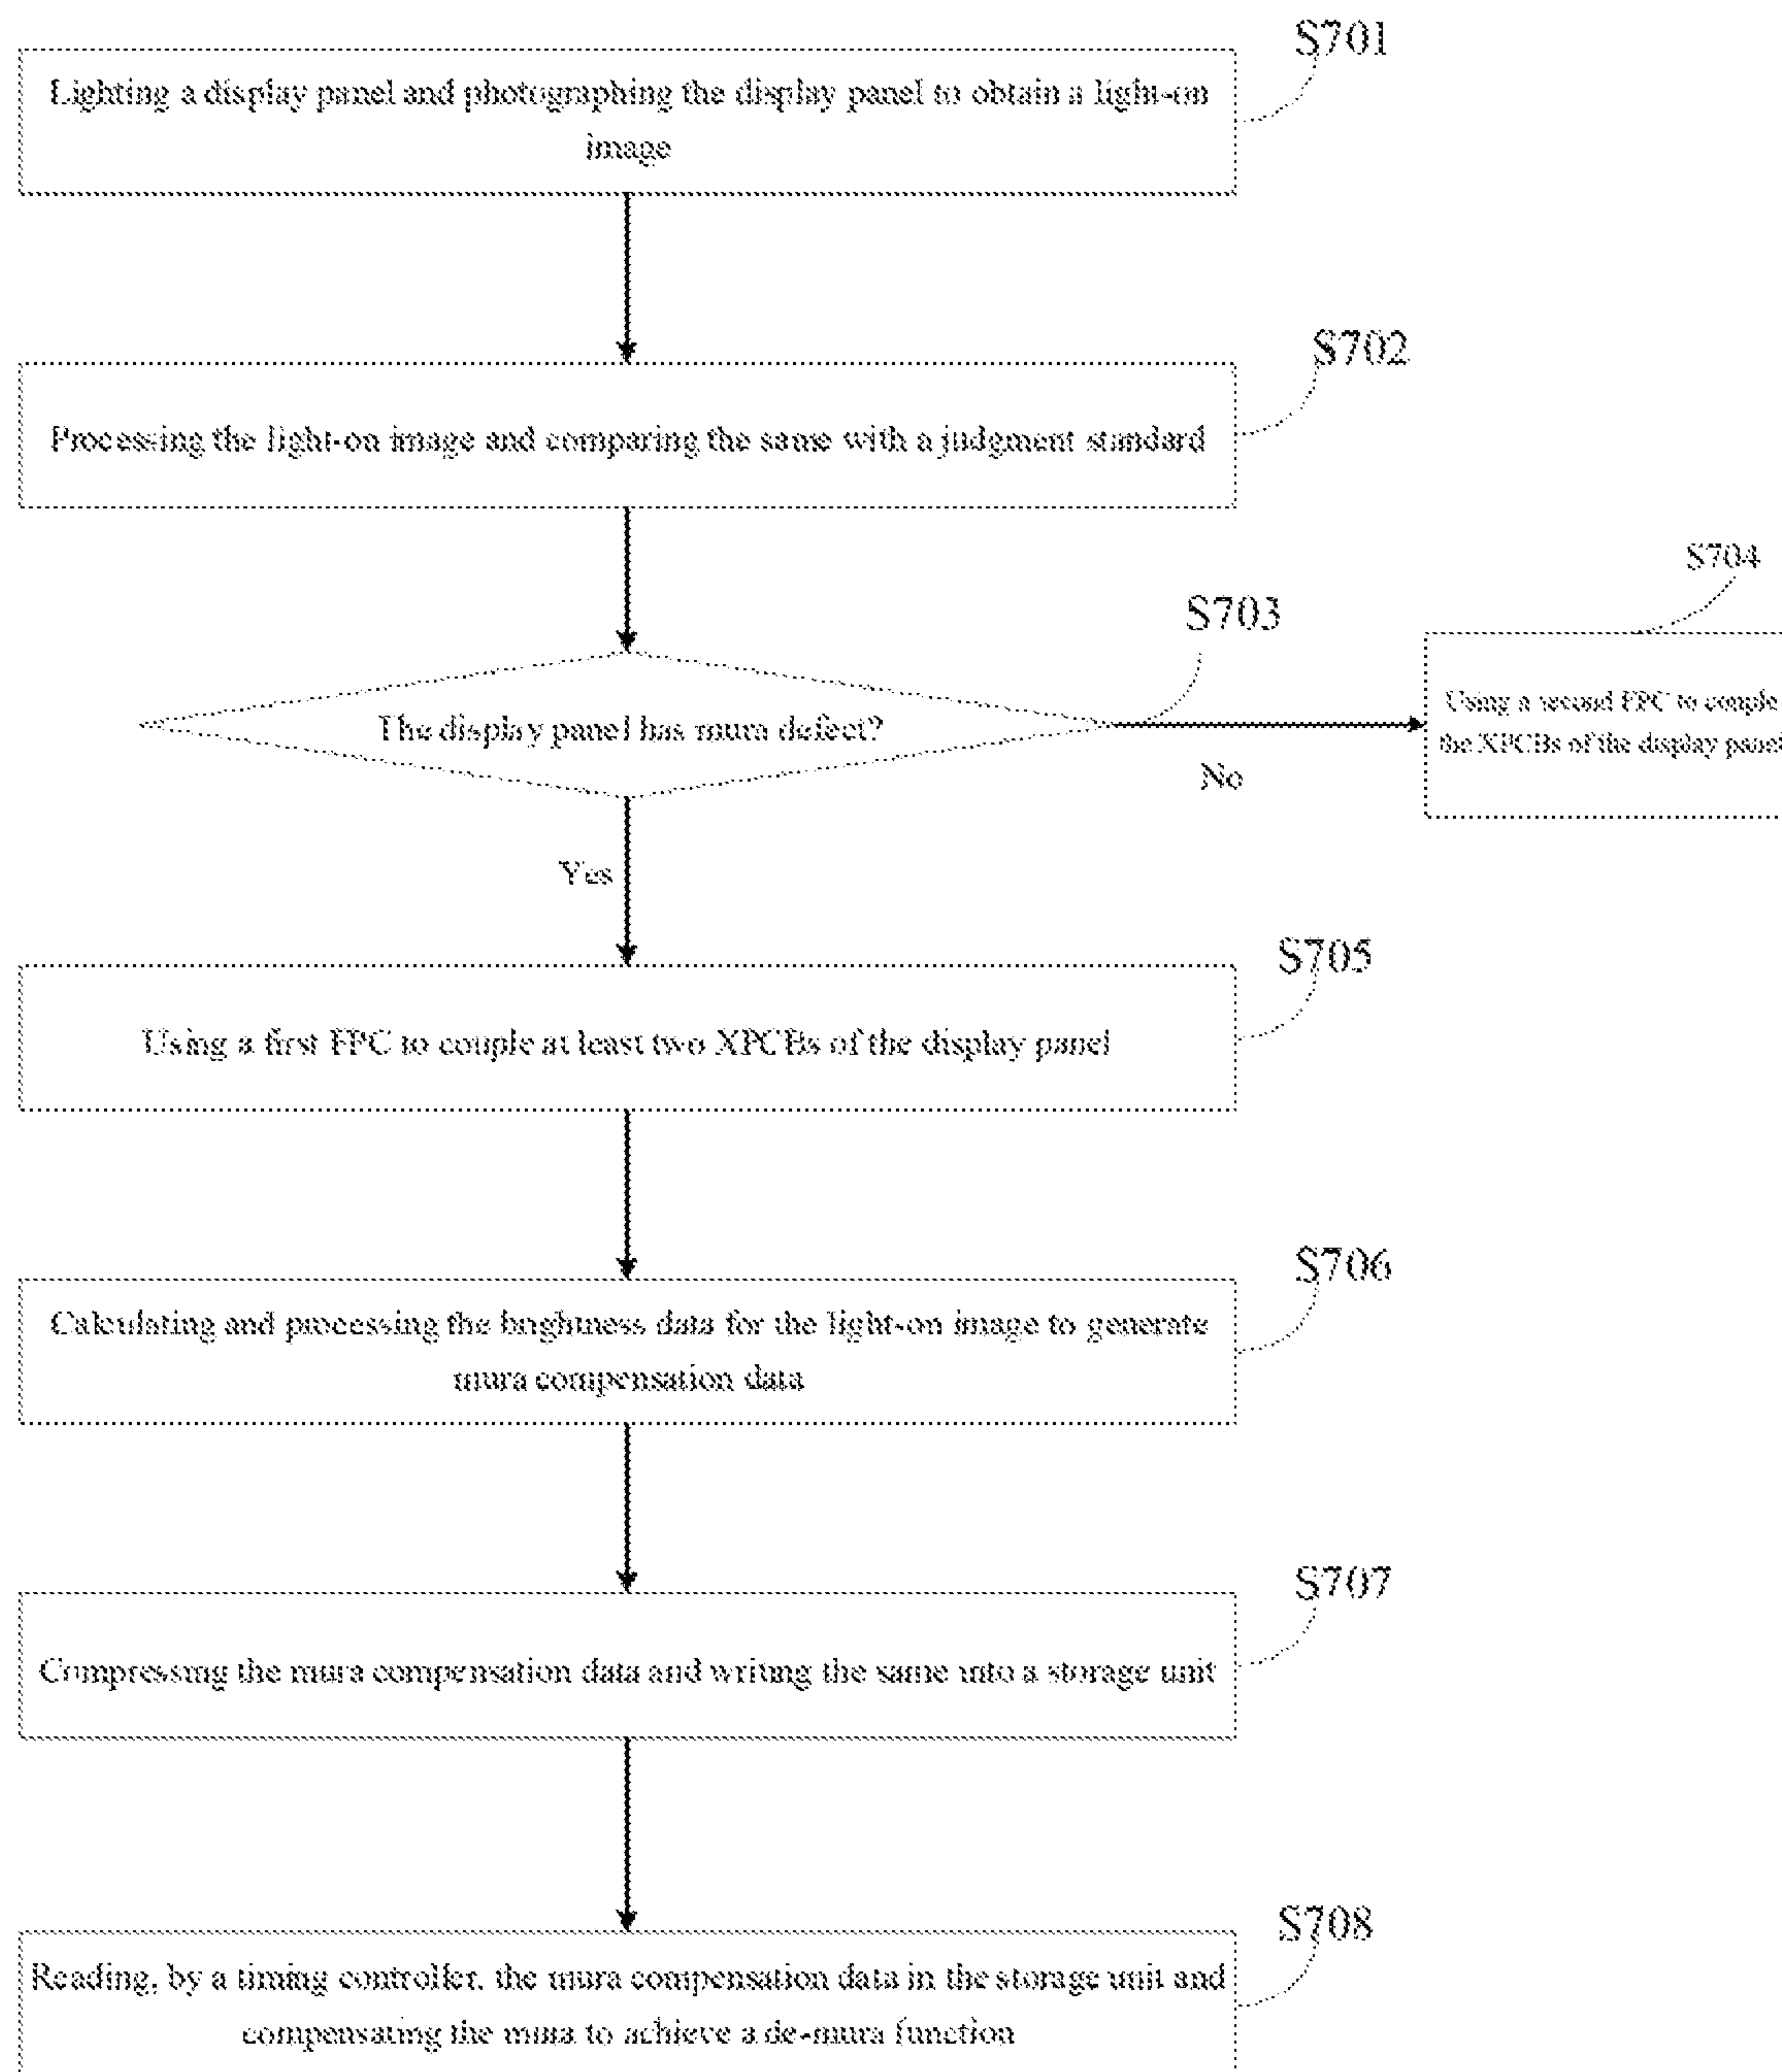 S701
Lighting a display panel and photographing the display panel to obtain a light-on
image
S702
Processing the light-on image and comparing the same with a judgment standard
S704
S703
Using a second FPC to couple
the XPCBs of the display panel
The display panel has mura defect?
No
Yes
S705
Using a first FPC to couple at least two XPCBs of the display panel
S706
Calculating and processing the brightness data for the light-on image to generate
mura compensation data
S707
Compressing the mura compensation data and writing the same into a storage unit
S708
Reading, by a timing controller, the mura compensation data in the storage unit and
compensating the mura to achieve a de-mura function